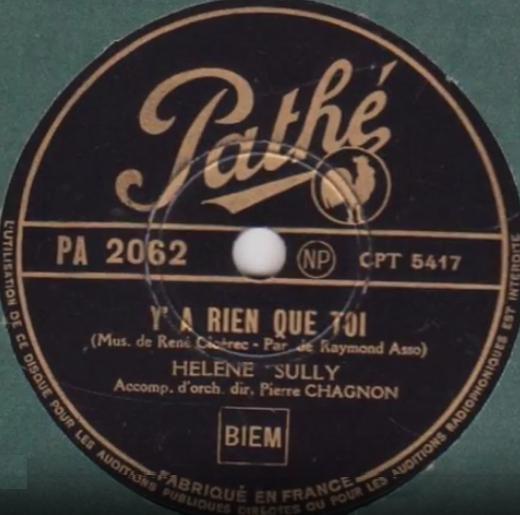 Pathé
PA 2062 NP CPT 5417
Y' A RIEN QUE TOI
(Mus. de René - Par. de Raymond Asso)
HELENE SULLY
Accomp. d'orch. dir. Pierre CHAGNON
BIEM
FABRIQUÉ EN FRANCE
L'UTILISATION DE CE DISQUE POUR LES AUDITIONS PUBLIQUES DIRECTES OU POUR LES AUDITIONS RADIOPHONIQUES EST INTERDITE